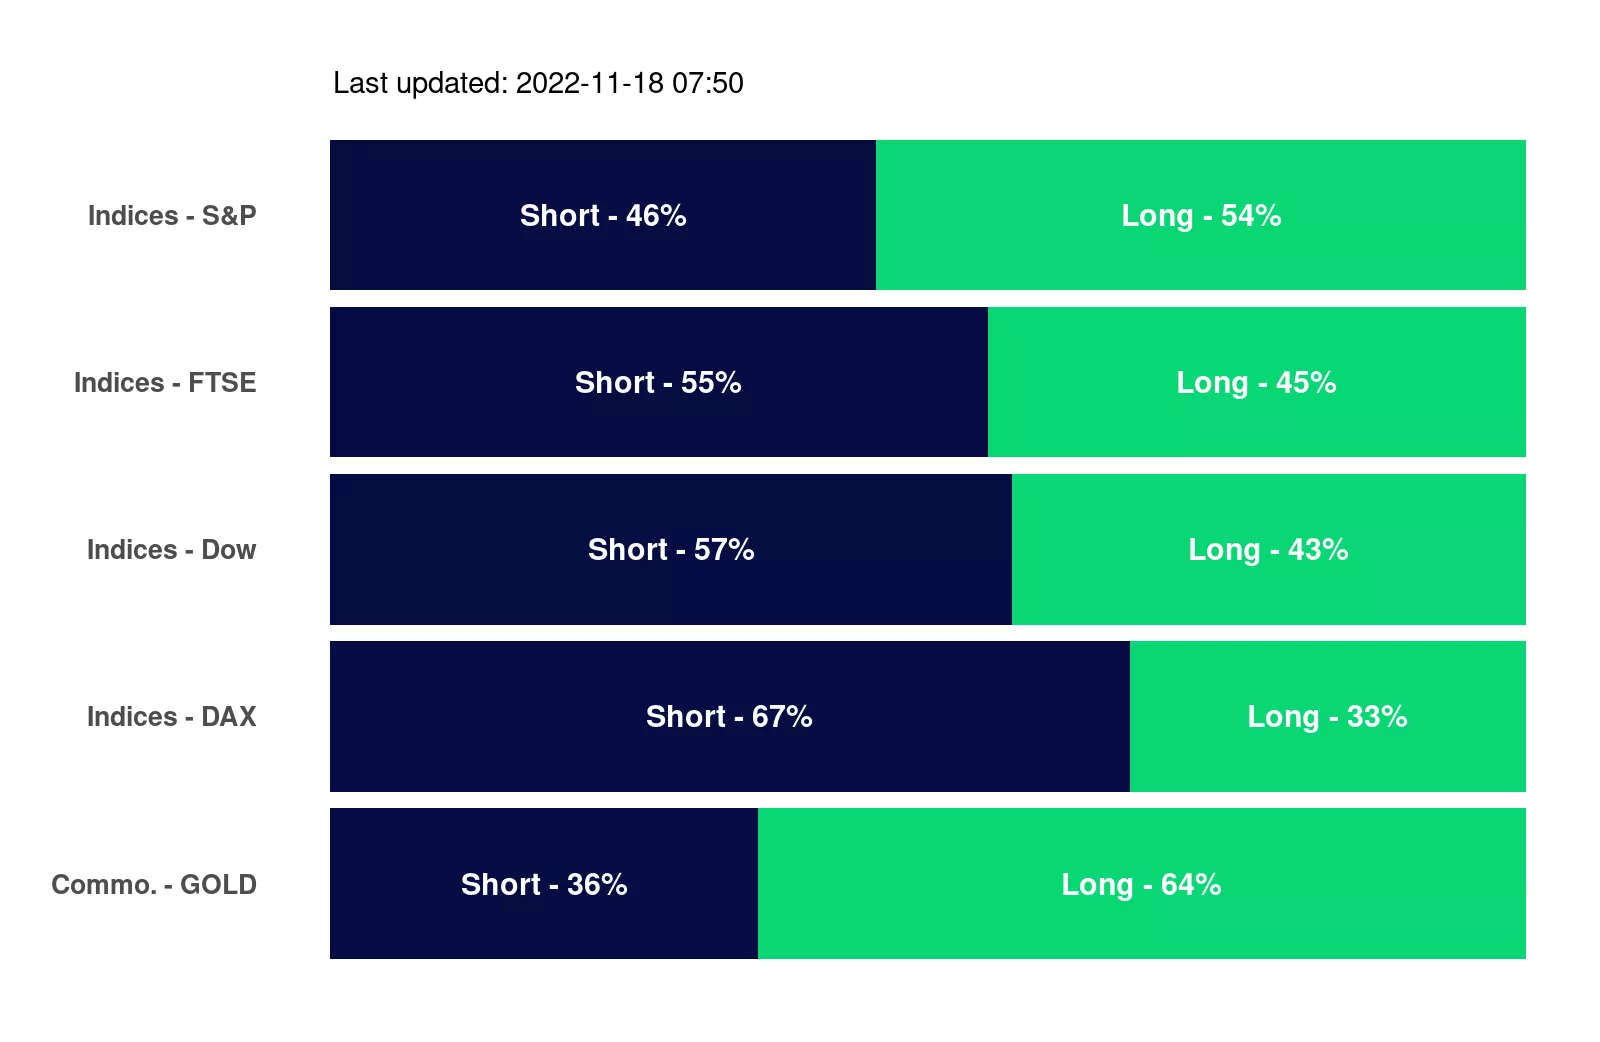 Last updated: 2022-11-18 07:50
Indices - S&P Short - 46% Long - 54%
Indices - FTSE Short - 55% Long - 45%
Indices - Dow Short - 57% Long - 43%
Indices - DAX Short - 67% Long - 33%
Commo. - GOLD Short - 36% Long - 64%